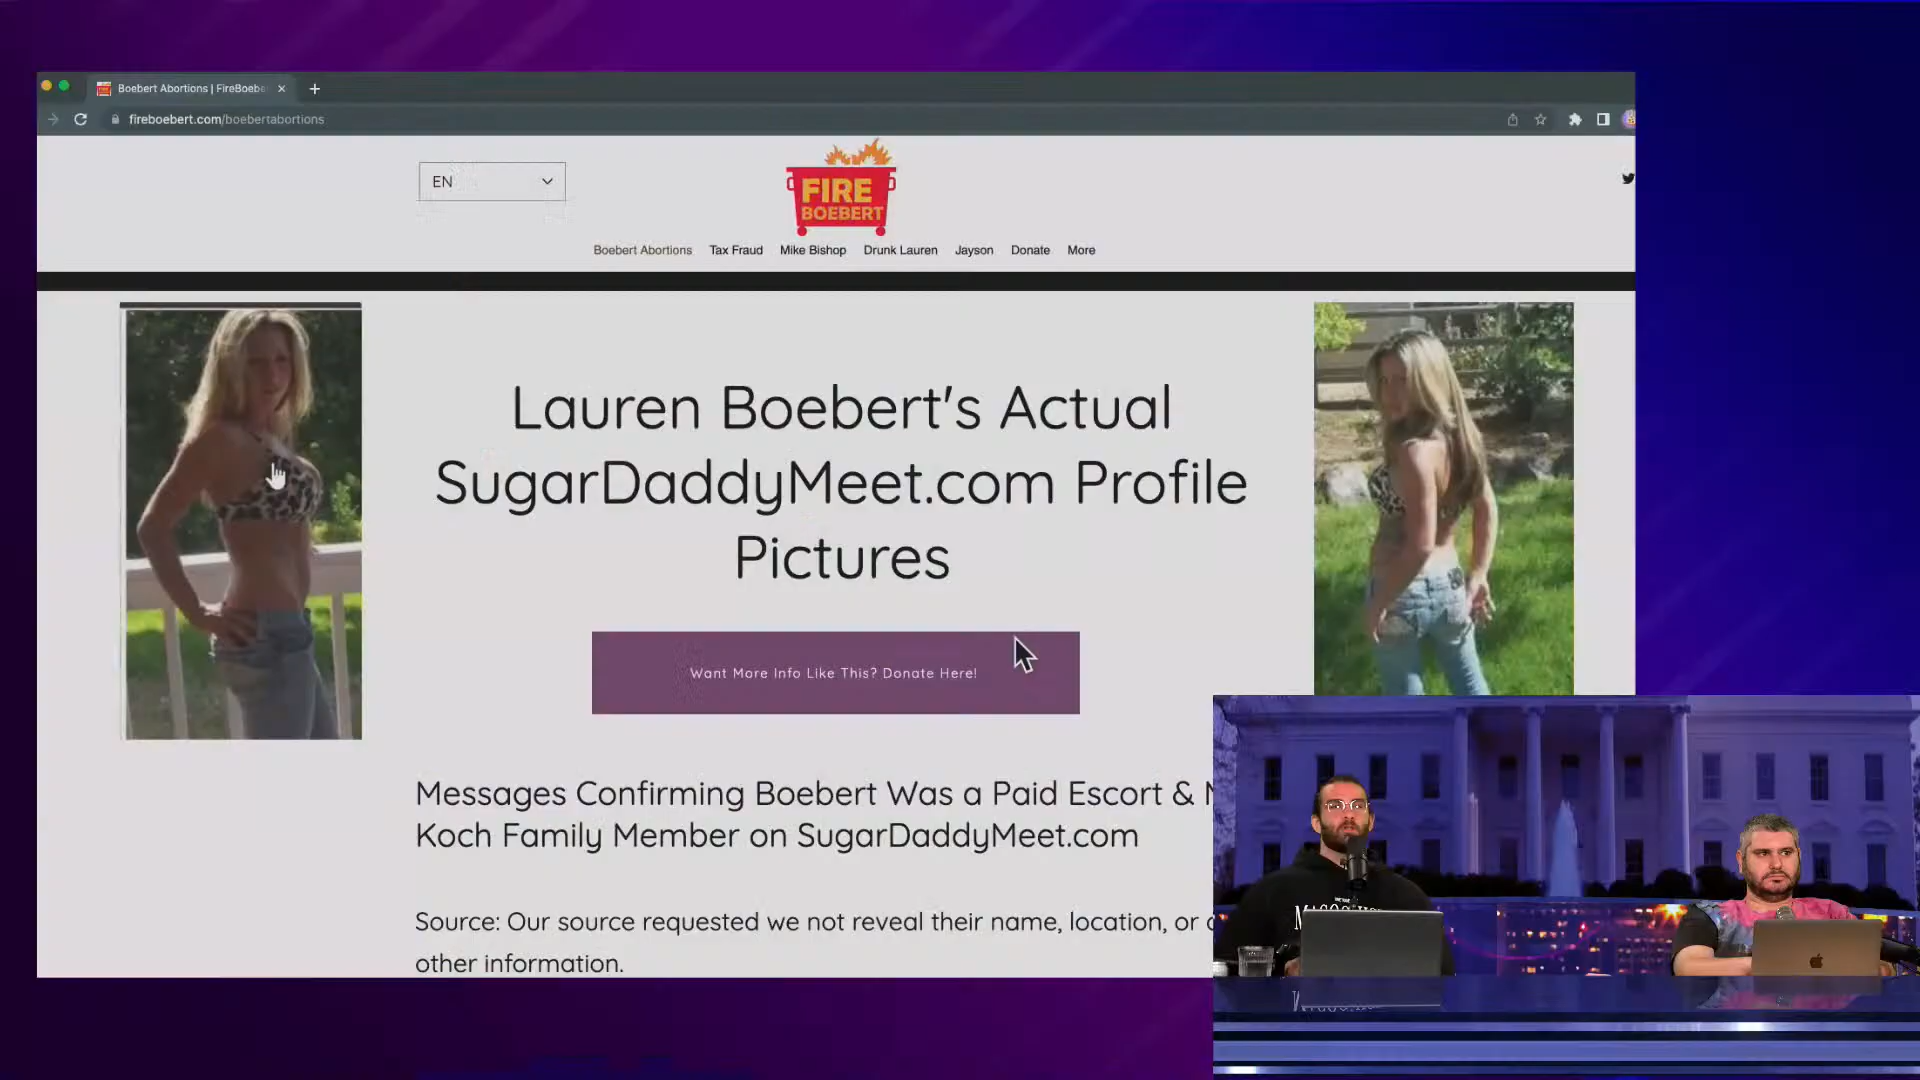 Boebert Abortions | FireBoebe
fireboebert.com/boebertabortions
EN
FIRE
BOEBERT
Boebert Abortions Tax Fraud Mike Bishop Drunk Lauren Jayson Donate More
Lauren Boebert's Actual
SugarDaddyMeet.com Profile
Pictures
Want More Info Like This? Donate Here!
Messages Confirming Boebert Was a Paid Escort &
Koch Family Member on SugarDaddyMeet.com
Source: Our source requested we not reveal their name, location, or
other information.